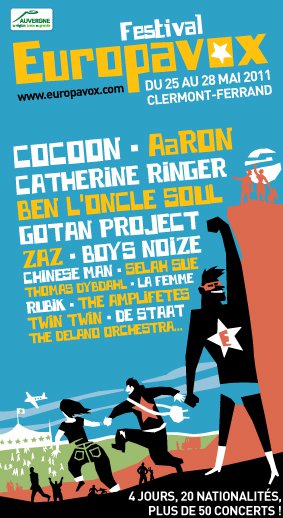 AUVERGNE
Festival
Europavox
www.europavox.com
DU 25 AU 28 MAI 2011
CLERMONT-FERRAND
COCOON • AaRON
CATHERINE RINGER
BEN L'ONCLE SOUL
GOTAN PROJECT
ZAZ • BOYS NOIZE
CHINESE MAN • SELAH SUE
THOMAS DYBDAHL • LA FEMME
RUBIK • THE AMPLIFETES
TWIN TWIN • DE STAAT
THE DELANO ORCHESTRA...
E
4 JOURS, 20 NATIONALITÉS,
PLUS DE 50 CONCERTS !